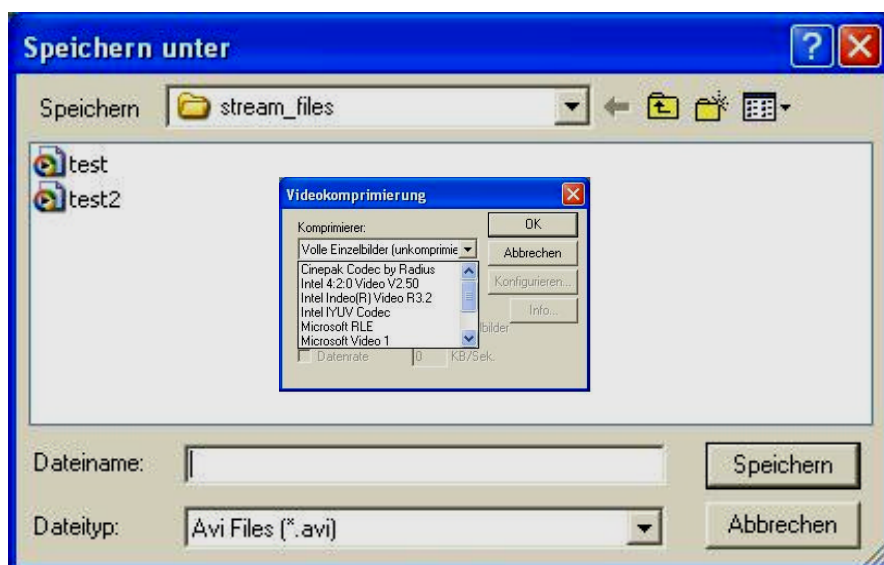 Speichern unter
Speichern stream_files
test
test2
Videokomprimierung
Komprimierer:
OK
Volle Einzelbilder (unkomprimie
Abbrechen
Cinepak Codec by Radius
Intel 4:2:0 Video V2.50
Intel Indeo(R) Video R3.2
Intel IYUV Codec
Microsoft RLE
Microsoft Video 1
Konfigurieren...
Info...
lbilder
Datenrate 0 KB/Sek.
Dateiname:
Speichern
Dateityp: Avi Files (*.avi)
Abbrechen